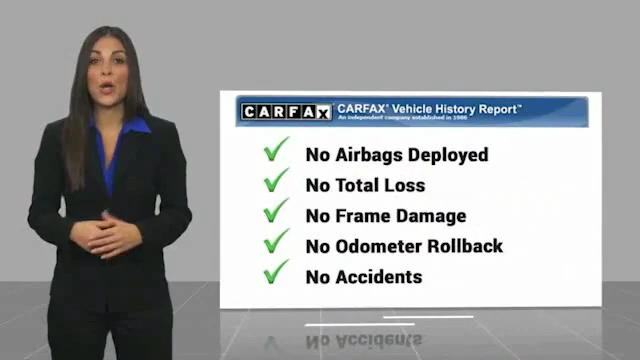 CARFAX CARFAX® Vehicle History Report™
An independent company established in 1986
No Airbags Deployed
No Total Loss
No Frame Damage
No Odometer Rollback
No Accidents